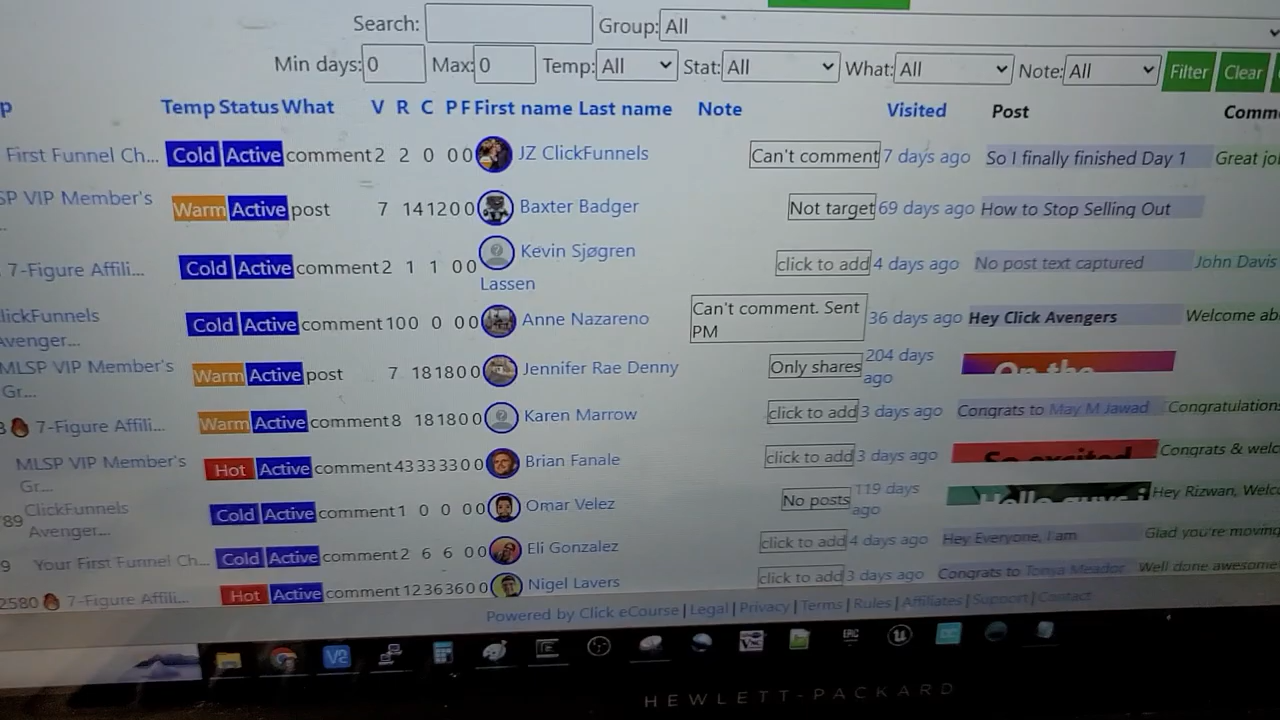 Search: Group: All
Min days: 0 Max: 0 Temp: All Stat: All What: All Note: All Filter Clear
p Temp Status What V R C P F First name Last name Note Visited Post Comm
First Funnel Ch... Cold Active comment 2 2 0 0 0 JZ ClickFunnels Can't comment 7 days ago So I finally finished Day 1 Great jo
SP VIP Member's
... Warm Active post 7 14 12 0 0 Baxter Badger Not target 69 days ago How to Stop Selling Out
7-Figure Affili... Cold Active comment 2 1 1 0 0 Kevin Sjøgren
Lassen click to add 4 days ago No post text captured John Davis
lickFunnels
Avenger... Cold Active comment 10 0 0 0 0 Anne Nazareno Can't comment. Sent
PM 36 days ago Hey Click Avengers Welcome ab
MLSP VIP Member's
Gr... Warm Active post 7 18 18 0 0 Jennifer Rae Denny Only shares 204 days
ago On the
7-Figure Affili... Warm Active comment 8 18 18 0 0 Karen Marrow click to add 3 days ago Congrats to May M Jawad Congratulation
MLSP VIP Member's
Gr... Hot Active comment 43 33 33 0 0 Brian Fanale click to add 3 days ago So excited Congrats & welc
89 ClickFunnels
Avenger... Cold Active comment 1 0 0 0 0 Omar Velez No posts 119 days
ago Hello guys i Hey Rizwan, Welc
9 Your First Funnel Ch... Cold Active comment 2 6 6 0 0 Eli Gonzalez click to add 4 days ago Hey Everyone, I am Glad you're moving
2580 7-Figure Affili... Hot Active comment 12 36 36 0 0 Nigel Lavers click to add 3 days ago Congrats to Tonya Meador Well done awesome
Powered by Click eCourse | Legal | Privacy | Terms | Rules | Affiliates | Support | Contact
HEWLETT-PACKARD